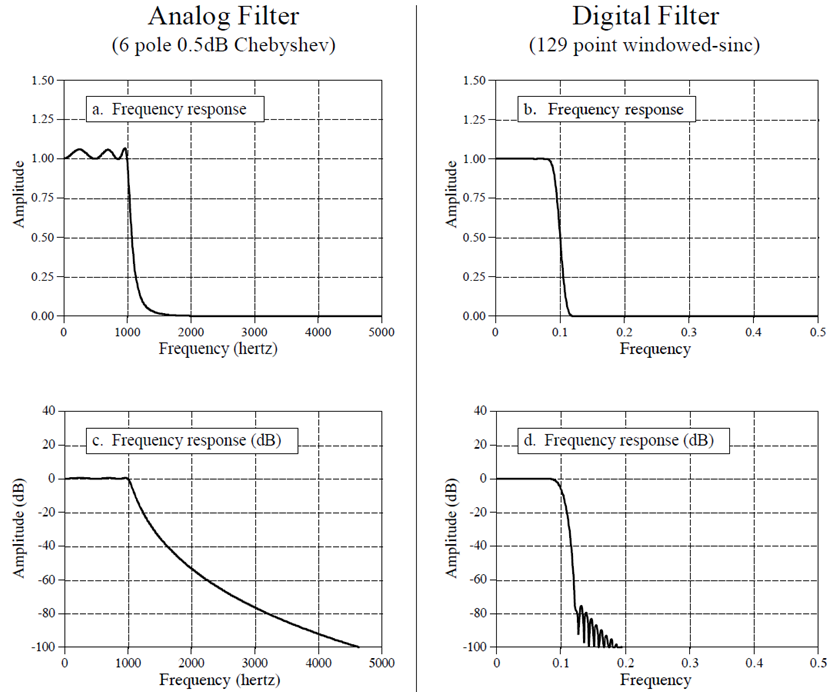 Analog Filter
(6 pole 0.5dB Chebyshev)
Digital Filter
(129 point windowed-sinc)
a. Frequency response
1.50
1.25
1.00
0.75
0.50
0.25
0.00
Amplitude
0 1000 2000 3000 4000 5000
Frequency (hertz)
b. Frequency response
1.50
1.25
1.00
0.75
0.50
0.25
0.00
Amplitude
0 0.1 0.2 0.3 0.4 0.5
Frequency
c. Frequency response (dB)
40
20
0
-20
-40
-60
-80
-100
Amplitude (dB)
0 1000 2000 3000 4000 5000
Frequency (hertz)
d. Frequency response (dB)
40
20
0
-20
-40
-60
-80
-100
Amplitude (dB)
0 0.1 0.2 0.3 0.4 0.5
Frequency